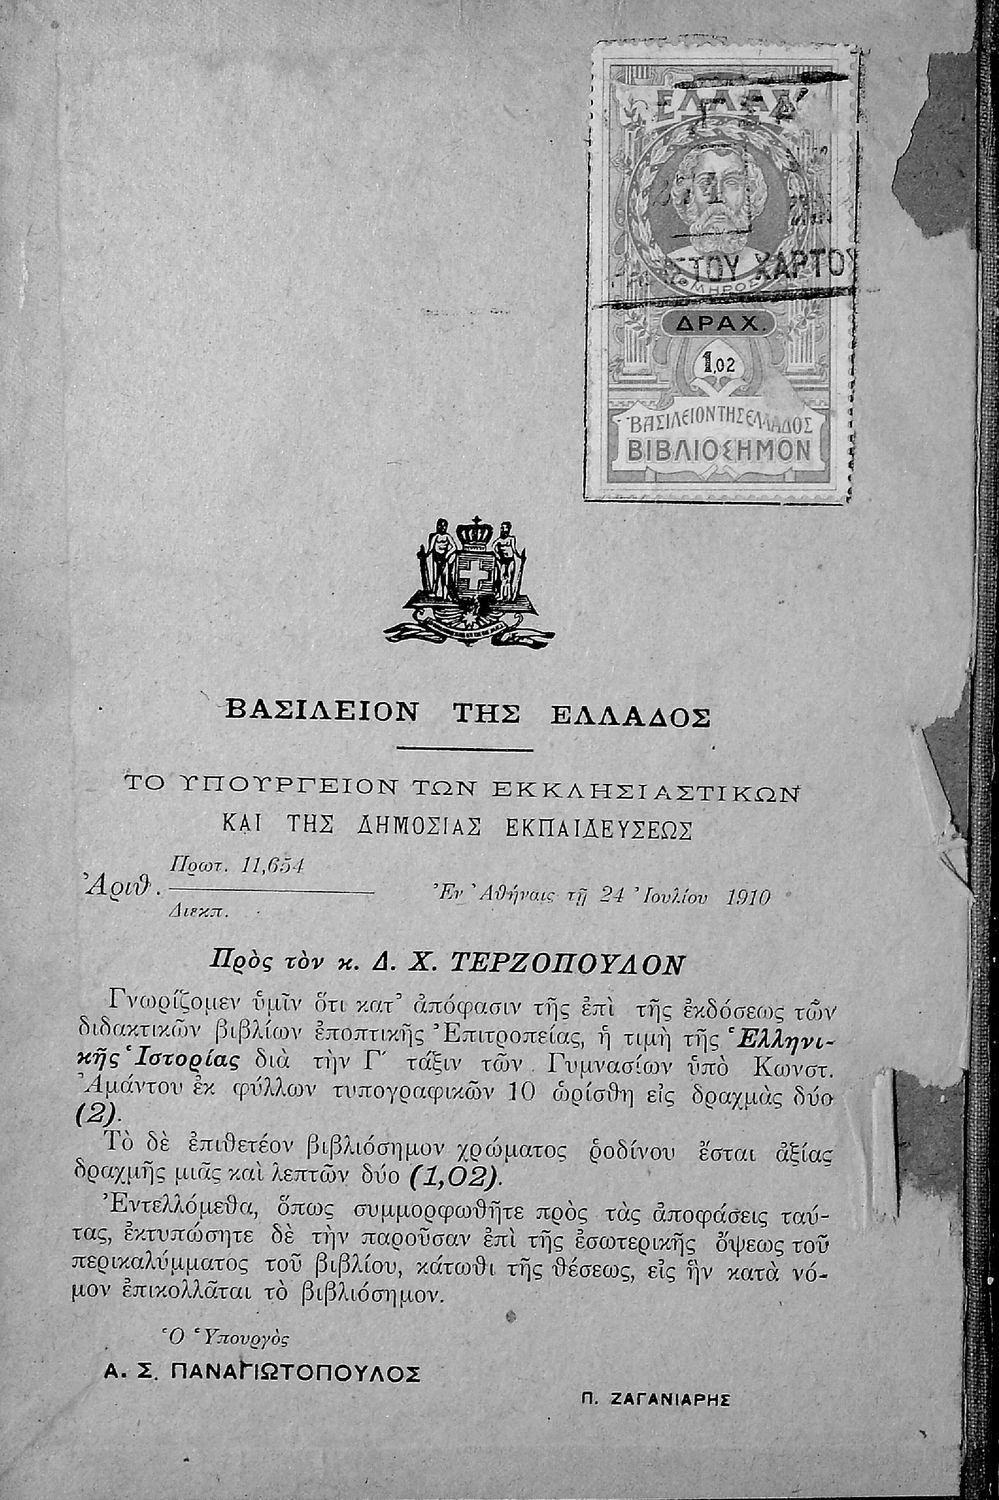 ΕΛΛΑΣ
ΣΤΟΥ ΧΑΡΤΟΥ
ΟΜΗΡΟΣ
ΔΡΑΧ.
1,02
ΒΑΣΙΛΕΙΟΝ ΤΗΣ ΕΛΛΑΔΟΣ
ΒΙΒΛΙΟΣΗΜΟΝ
ΒΑΣΙΛΕΙΟΝ ΤΗΣ ΕΛΛΑΔΟΣ
ΤΟ ΥΠΟΥΡΓΕΙΟΝ ΤΩΝ ΕΚΚΛΗΣΙΑΣΤΙΚΩΝ
ΚΑΙ ΤΗΣ ΔΗΜΟΣΙΑΣ ΕΚΠΑΙΔΕΥΣΕΩΣ
Πρωτ. 11,654
Ἀριθ.
Διεκπ.
Ἐν Ἀθήναις τῇ 24 Ἰουλίου 1910
Πρὸς τὸν κ. Δ. Χ. ΤΕΡΖΟΠΟΥΛΟΝ
Γνωρίζομεν ὑμῖν ὅτι κατ' ἀπόφασιν τῆς ἐπὶ τῆς ἐκδόσεως τῶν
διδακτικῶν βιβλίων ἐποπτικῆς Ἐπιτροπείας, ἡ τιμὴ τῆς Ἑλληνι-
κῆς Ἱστορίας διὰ τὴν Γ΄ τάξιν τῶν Γυμνασίων ὑπὸ Κωνστ.
Ἀμάντου ἐκ φύλλων τυπογραφικῶν 10 ὡρίσθη εἰς δραχμὰς δύο
(2).
Τὸ δὲ ἐπιθετέον βιβλιόσημον χρώματος ῥοδίνου ἔσται ἀξίας
δραχμῆς μιᾶς καὶ λεπτῶν δύο (1,02).
Ἐντελλόμεθα, ὅπως συμμορφωθῆτε πρὸς τὰς ἀποφάσεις ταύ-
τας, ἐκτυπώσητε δὲ τὴν παροῦσαν ἐπὶ τῆς ἐσωτερικῆς ὄψεως τοῦ
περικαλύμματος τοῦ βιβλίου, κάτωθι τῆς θέσεως, εἰς ἣν κατὰ νό-
μον ἐπικολλᾶται τὸ βιβλιόσημον.
Ὁ Ὑπουργὸς
Α. Σ. ΠΑΝΑΓΙΩΤΟΠΟΥΛΟΣ
Π. ΖΑΓΑΝΙΑΡΗΣ